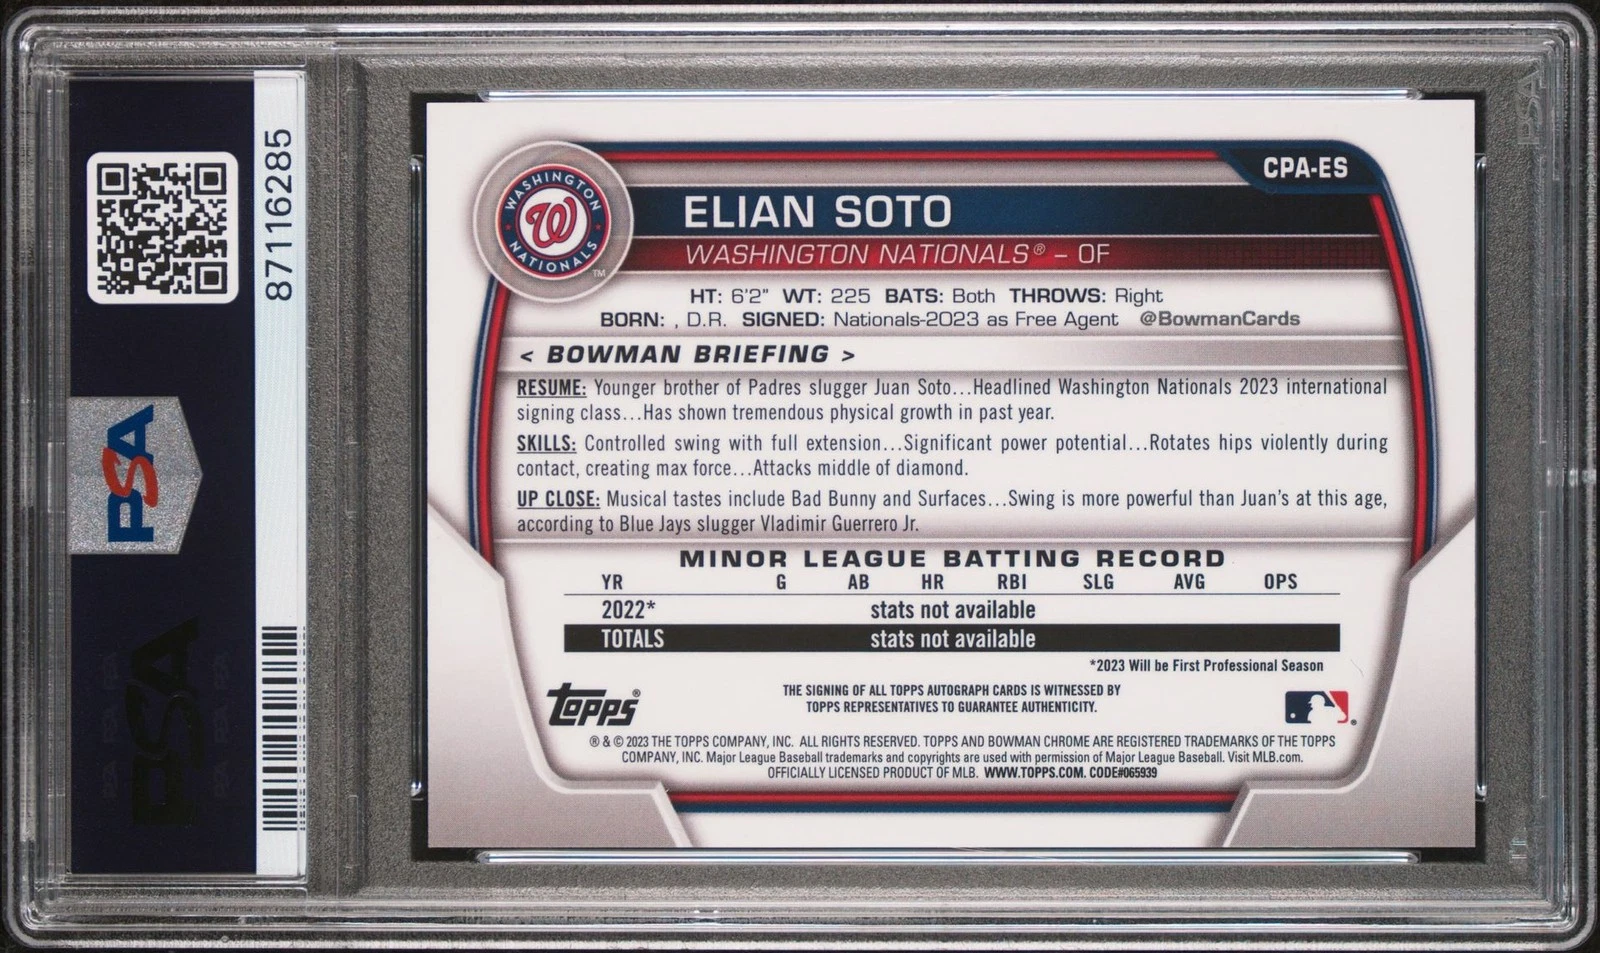 87116285
PSA
WASHINGTON
NATIONALS
W
TM
CPA-ES
ELIAN SOTO
WASHINGTON NATIONALS® – OF
HT: 6'2" WT: 225 BATS: Both THROWS: Right
BORN: , D.R. SIGNED: Nationals-2023 as Free Agent @BowmanCards
< BOWMAN BRIEFING >
RESUME: Younger brother of Padres slugger Juan Soto...Headlined Washington Nationals 2023 international
signing class...Has shown tremendous physical growth in past year.
SKILLS: Controlled swing with full extension...Significant power potential...Rotates hips violently during
contact, creating max force...Attacks middle of diamond.
UP CLOSE: Musical tastes include Bad Bunny and Surfaces...Swing is more powerful than Juan's at this age,
according to Blue Jays slugger Vladimir Guerrero Jr.
MINOR LEAGUE BATTING RECORD
YR G AB HR RBI SLG AVG OPS
2022* stats not available
TOTALS stats not available
*2023 Will be First Professional Season
Topps®
THE SIGNING OF ALL TOPPS AUTOGRAPH CARDS IS WITNESSED BY
TOPPS REPRESENTATIVES TO GUARANTEE AUTHENTICITY.
® & © 2023 THE TOPPS COMPANY, INC. ALL RIGHTS RESERVED. TOPPS AND BOWMAN CHROME ARE REGISTERED TRADEMARKS OF THE TOPPS
COMPANY, INC. Major League Baseball trademarks and copyrights are used with permission of Major League Baseball. Visit MLB.com.
OFFICIALLY LICENSED PRODUCT OF MLB. WWW.TOPPS.COM. CODE#065939
PSA
PSA